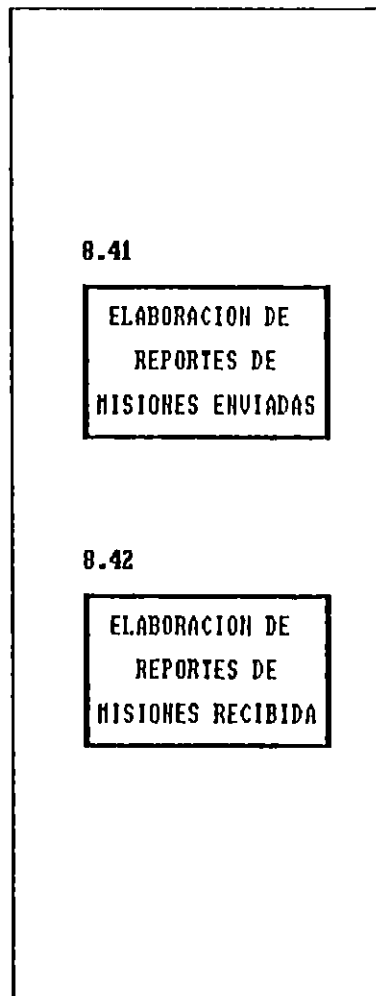 8.41
ELABORACION DE
REPORTES DE
MISIONES ENVIADAS
8.42
ELABORACION DE
REPORTES DE
MISIONES RECIBIDA